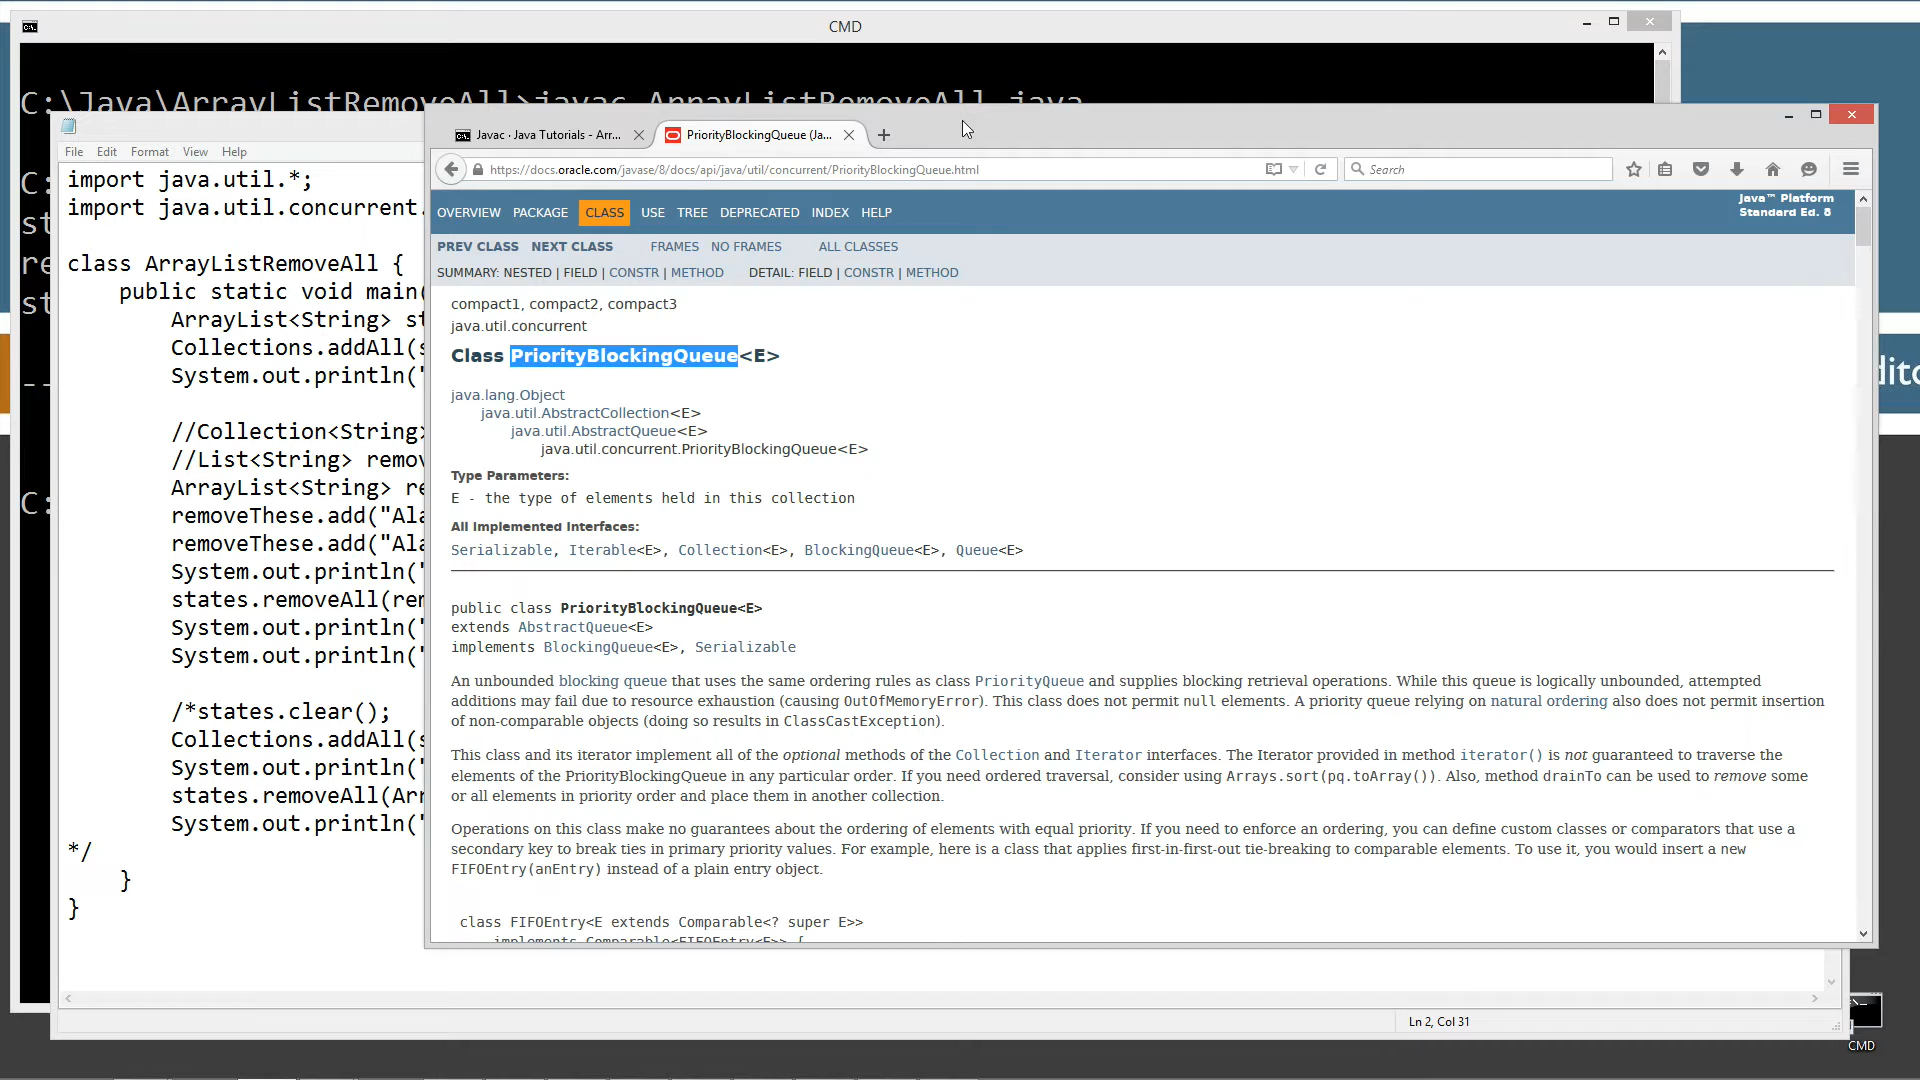 CMD
C:\Java\ArrayListRemoveAll>javac ArrayListRemoveAll.java
C:
st
re
st
--
C:
File Edit Format View Help
import java.util.*;
import java.util.concurrent.
class ArrayListRemoveAll {
public static void main(
ArrayList<String> st
Collections.addAll(s
System.out.println("
//Collection<String>
//List<String> remov
ArrayList<String> re
removeThese.add("Ala
removeThese.add("Ala
System.out.println("
states.removeAll(rem
System.out.println("
System.out.println("
/*states.clear();
Collections.addAll(s
System.out.println("
states.removeAll(Arr
System.out.println("
*/
}
}
Ln 2, Col 31
Javac · Java Tutorials - Arr...
PriorityBlockingQueue (Ja...
https://docs.oracle.com/javase/8/docs/api/java/util/concurrent/PriorityBlockingQueue.html
Search
OVERVIEW PACKAGE CLASS USE TREE DEPRECATED INDEX HELP
Java™ Platform
Standard Ed. 8
PREV CLASS NEXT CLASS FRAMES NO FRAMES ALL CLASSES
SUMMARY: NESTED | FIELD | CONSTR | METHOD DETAIL: FIELD | CONSTR | METHOD
compact1, compact2, compact3
java.util.concurrent
Class PriorityBlockingQueue<E>
java.lang.Object
java.util.AbstractCollection<E>
java.util.AbstractQueue<E>
java.util.concurrent.PriorityBlockingQueue<E>
Type Parameters:
E - the type of elements held in this collection
All Implemented Interfaces:
Serializable, Iterable<E>, Collection<E>, BlockingQueue<E>, Queue<E>
public class PriorityBlockingQueue<E>
extends AbstractQueue<E>
implements BlockingQueue<E>, Serializable
An unbounded blocking queue that uses the same ordering rules as class PriorityQueue and supplies blocking retrieval operations. While this queue is logically unbounded, attempted
additions may fail due to resource exhaustion (causing OutOfMemoryError). This class does not permit null elements. A priority queue relying on natural ordering also does not permit insertion
of non-comparable objects (doing so results in ClassCastException).
This class and its iterator implement all of the optional methods of the Collection and Iterator interfaces. The Iterator provided in method iterator() is not guaranteed to traverse the
elements of the PriorityBlockingQueue in any particular order. If you need ordered traversal, consider using Arrays.sort(pq.toArray()). Also, method drainTo can be used to remove some
or all elements in priority order and place them in another collection.
Operations on this class make no guarantees about the ordering of elements with equal priority. If you need to enforce an ordering, you can define custom classes or comparators that use a
secondary key to break ties in primary priority values. For example, here is a class that applies first-in-first-out tie-breaking to comparable elements. To use it, you would insert a new
FIFOEntry(anEntry) instead of a plain entry object.
class FIFOEntry<E extends Comparable<? super E>>
implements Comparable<FIFOEntry<E>> {
CMD